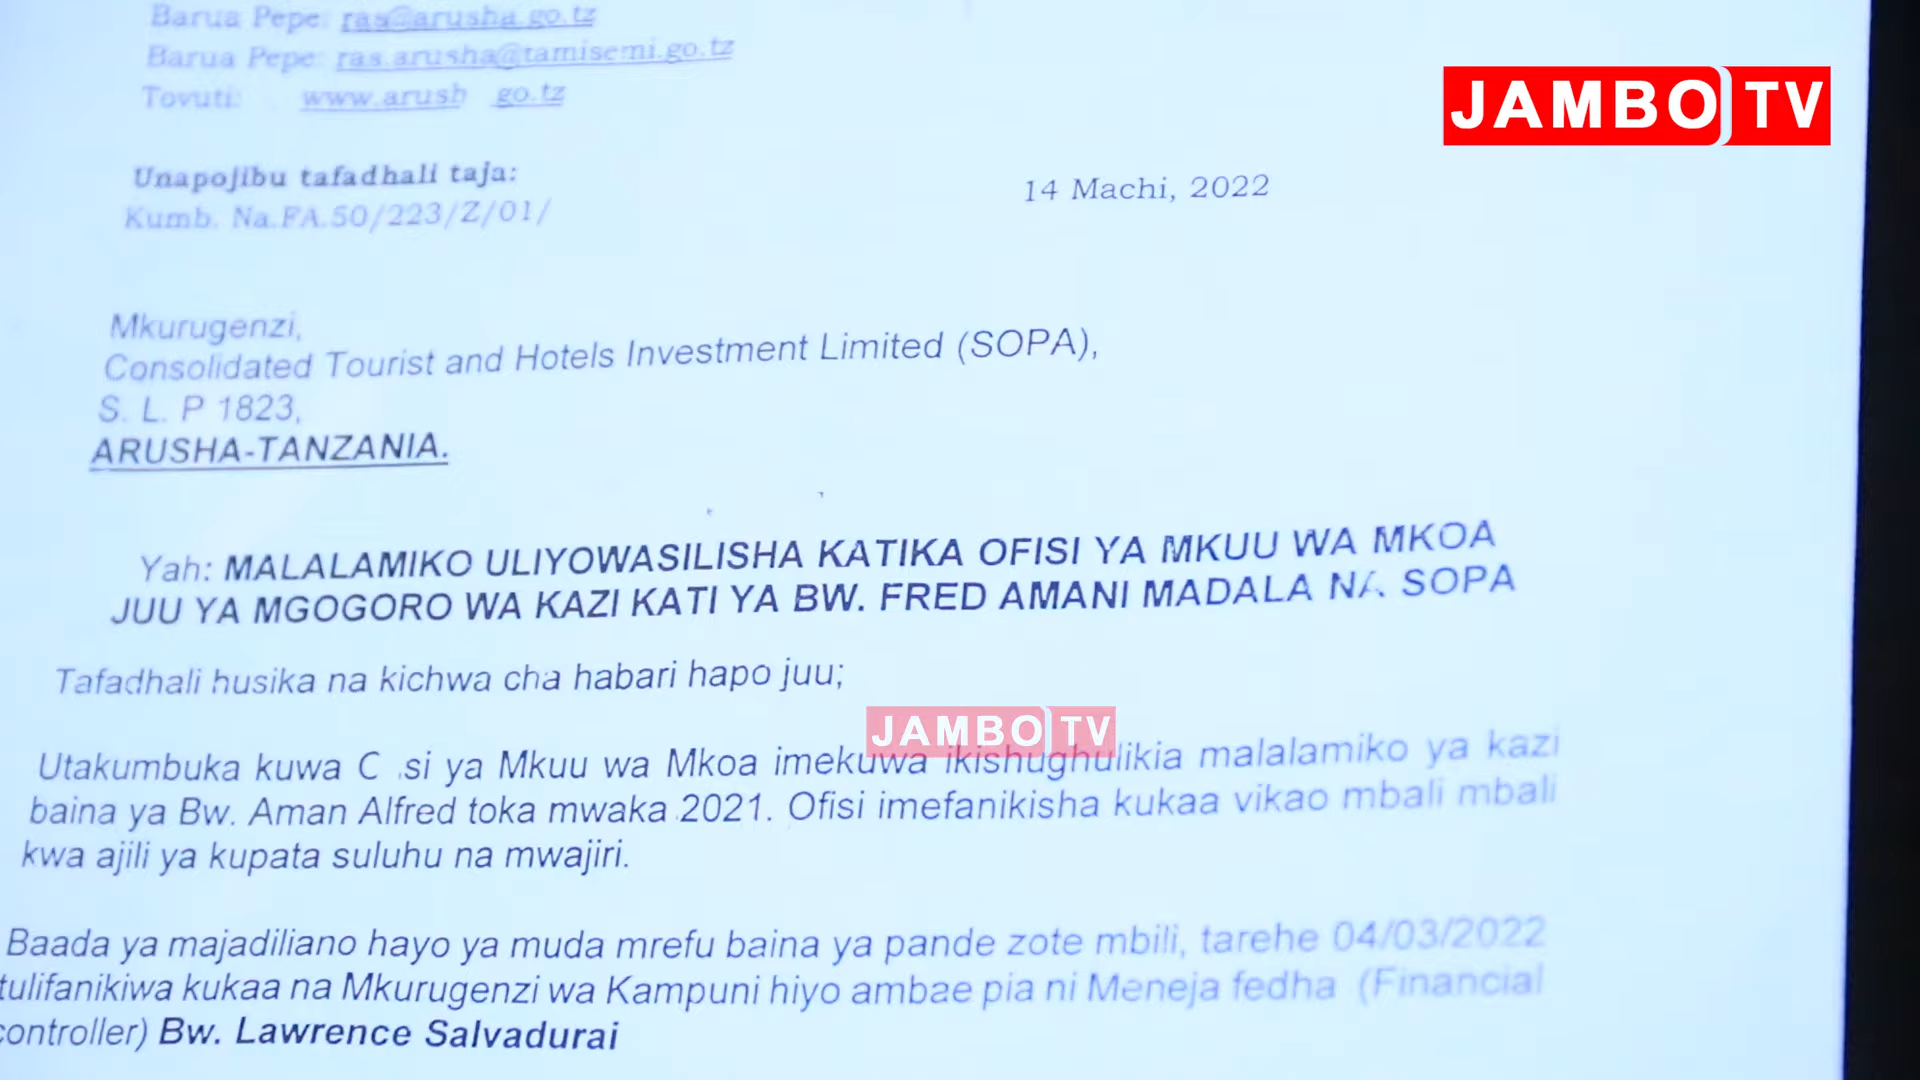 Barua Pepe: ras@arusha.go.tz
Barua Pepe: ras.arusha@tamisemi.go.tz
Tovuti: www.arush go.tz
JAMBO TV
Unapojibu tafadhali taja:
Kumb. Na.FA.50/223/Z/01/
14 Machi, 2022
Mkurugenzi,
Consolidated Tourist and Hotels Investment Limited (SOPA),
S. L. P 1823,
ARUSHA-TANZANIA.
Yah: MALALAMIKO ULIYOWASILISHA KATIKA OFISI YA MKUU WA MKOA
JUU YA MGOGORO WA KAZI KATI YA BW. FRED AMANI MADALA NA SOPA
Tafadhali husika na kichwa cha habari hapo juu;
JAMBO TV
Utakumbuka kuwa si ya Mkuu wa Mkoa imekuwa ikishughulikia malalamiko ya kazi
baina ya Bw. Aman Alfred toka mwaka 2021. Ofisi imefanikisha kukaa vikao mbali mbali
kwa ajili ya kupata suluhu na mwajiri.
Baada ya majadiliano hayo ya muda mrefu baina ya pande zote mbili, tarehe 04/03/2022
tulifanikiwa kukaa na Mkurugenzi wa Kampuni hiyo ambae pia ni Meneja fedha (Financial
controller) Bw. Lawrence Salvadurai